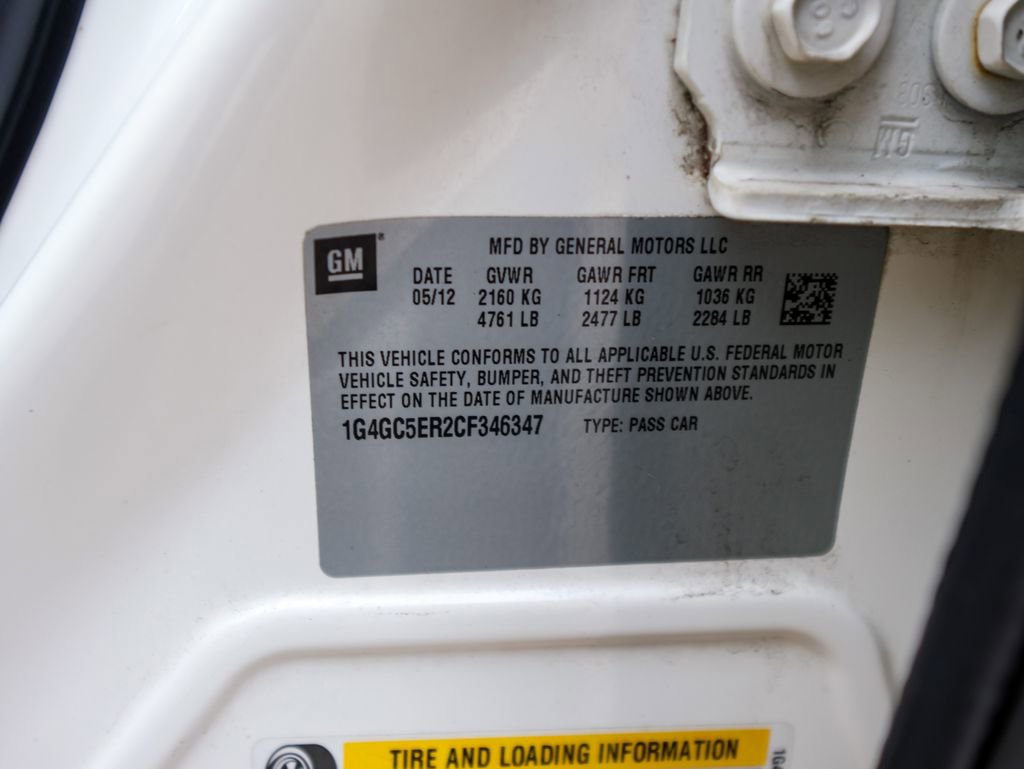 GM
GM®
MFD BY GENERAL MOTORS LLC
DATE GVWR GAWR FRT GAWR RR
05/12 2160 KG 1124 KG 1036 KG
4761 LB 2477 LB 2284 LB
THIS VEHICLE CONFORMS TO ALL APPLICABLE U.S. FEDERAL MOTOR
VEHICLE SAFETY, BUMPER, AND THEFT PREVENTION STANDARDS IN
EFFECT ON THE DATE OF MANUFACTURE SHOWN ABOVE.
1G4GC5ER2CF346347 TYPE: PASS CAR
TIRE AND LOADING INFORMATION